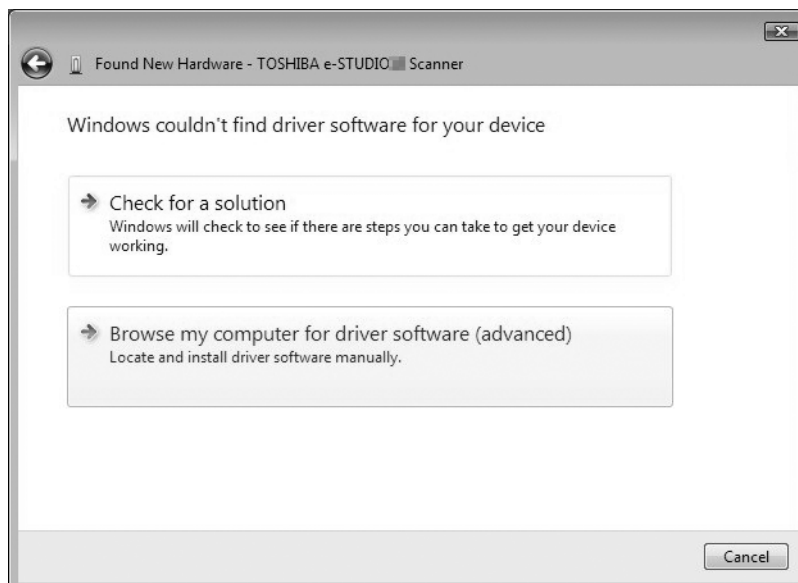 Found New Hardware - TOSHIBA e-STUDIO Scanner
Windows couldn't find driver software for your device
Check for a solution
Windows will check to see if there are steps you can take to get your device
working.
Browse my computer for driver software (advanced)
Locate and install driver software manually.
Cancel